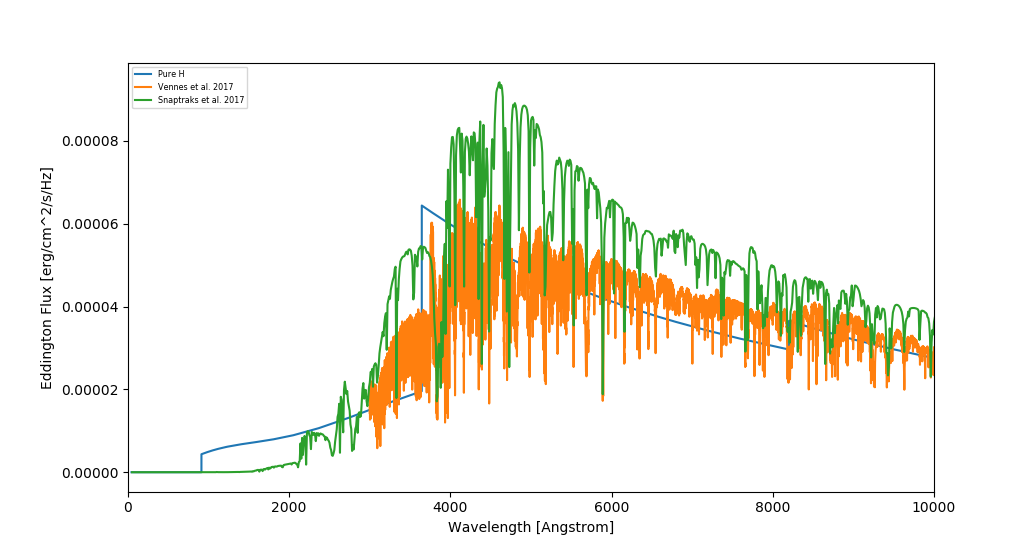 Pure H
Vennes et al. 2017
Snaptraks et al. 2017
0.00008
0.00006
0.00004
0.00002
0.00000
Eddington Flux [erg/cm^2/s/Hz]
0 2000 4000 6000 8000 10000
Wavelength [Angstrom]